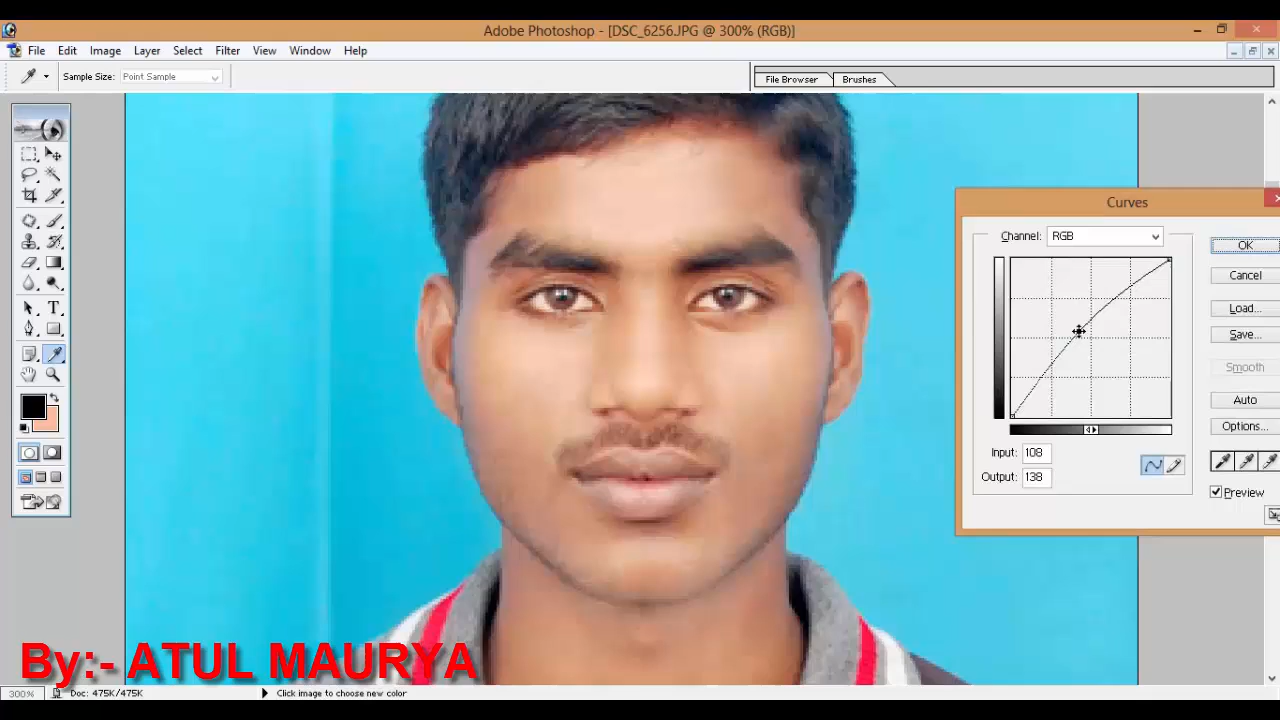 Adobe Photoshop - [DSC_6256.JPG @ 300% (RGB)]
File Edit Image Layer Select Filter View Window Help
Sample Size: Point Sample
File Browser Brushes
Curves
Channel: RGB
OK
Cancel
Load...
Save...
Smooth
Auto
Options...
Input: 108
Output: 138
Preview
By:- ATUL MAURYA
300% Doc: 475K/475K Click image to choose new color